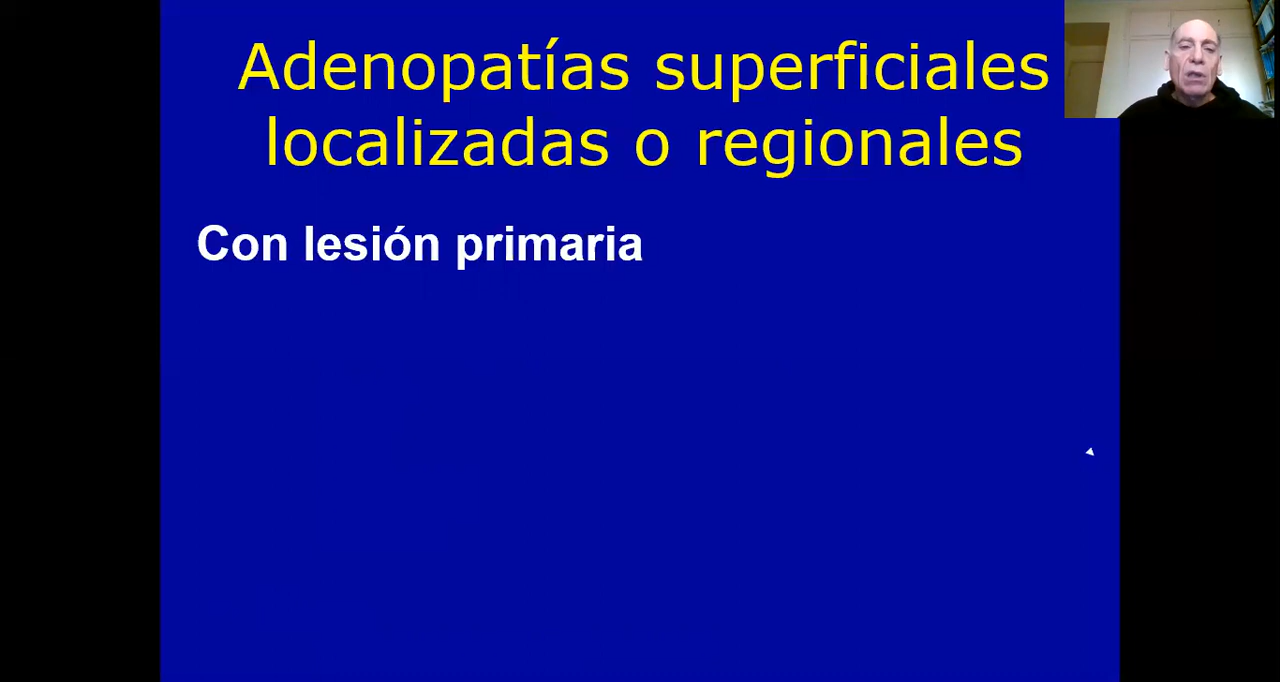 Adenopatías superficiales
localizadas o regionales
Con lesión primaria